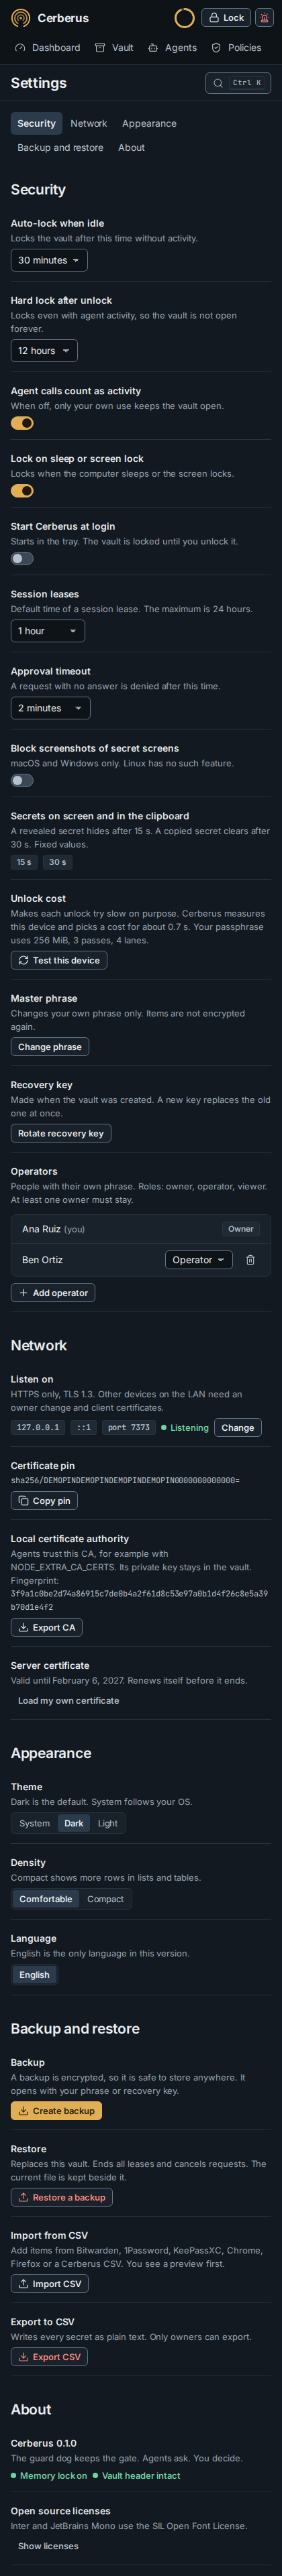 Cerberus
Lock
Dashboard Vault Agents Policies
Settings
Ctrl K
Security Network Appearance
Backup and restore About
Security
Auto-lock when idle
Locks the vault after this time without activity.
30 minutes
Hard lock after unlock
Locks even with agent activity, so the vault is not open
forever.
12 hours
Agent calls count as activity
When off, only your own use keeps the vault open.
Lock on sleep or screen lock
Locks when the computer sleeps or the screen locks.
Start Cerberus at login
Starts in the tray. The vault is locked until you unlock it.
Session leases
Default time of a session lease. The maximum is 24 hours.
1 hour
Approval timeout
A request with no answer is denied after this time.
2 minutes
Block screenshots of secret screens
macOS and Windows only. Linux has no such feature.
Secrets on screen and in the clipboard
A revealed secret hides after 15 s. A copied secret clears after
30 s. Fixed values.
15 s 30 s
Unlock cost
Makes each unlock try slow on purpose. Cerberus measures
this device and picks a cost for about 0.7 s. Your passphrase
uses 256 MiB, 3 passes, 4 lanes.
Test this device
Master phrase
Changes your own phrase only. Items are not encrypted
again.
Change phrase
Recovery key
Made when the vault was created. A new key replaces the old
one at once.
Rotate recovery key
Operators
People with their own phrase. Roles: owner, operator, viewer.
At least one owner must stay.
Ana Ruiz (you) Owner
Ben Ortiz Operator
Add operator
Network
Listen on
HTTPS only, TLS 1.3. Other devices on the LAN need an
owner change and client certificates.
127.0.0.1 ::1 port 7373 Listening Change
Certificate pin
sha256/DEMOPINDEMOPINDEMOPINDEMOPIN0000000000000=
Copy pin
Local certificate authority
Agents trust this CA, for example with
NODE_EXTRA_CA_CERTS. Its private key stays in the vault.
Fingerprint:
3f9a1c0be2d74a86915c7de0b4a2f61d8c53e97a0b1d4f26c8e5a39
b70d1e4f2
Export CA
Server certificate
Valid until February 6, 2027. Renews itself before it ends.
Load my own certificate
Appearance
Theme
Dark is the default. System follows your OS.
System Dark Light
Density
Compact shows more rows in lists and tables.
Comfortable Compact
Language
English is the only language in this version.
English
Backup and restore
Backup
A backup is encrypted, so it is safe to store anywhere. It
opens with your phrase or recovery key.
Create backup
Restore
Replaces this vault. Ends all leases and cancels requests. The
current file is kept beside it.
Restore a backup
Import from CSV
Add items from Bitwarden, 1Password, KeePassXC, Chrome,
Firefox or a Cerberus CSV. You see a preview first.
Import CSV
Export to CSV
Writes every secret as plain text. Only owners can export.
Export CSV
About
Cerberus 0.1.0
The guard dog keeps the gate. Agents ask. You decide.
Memory lock on Vault header intact
Open source licenses
Inter and JetBrains Mono use the SIL Open Font License.
Show licenses